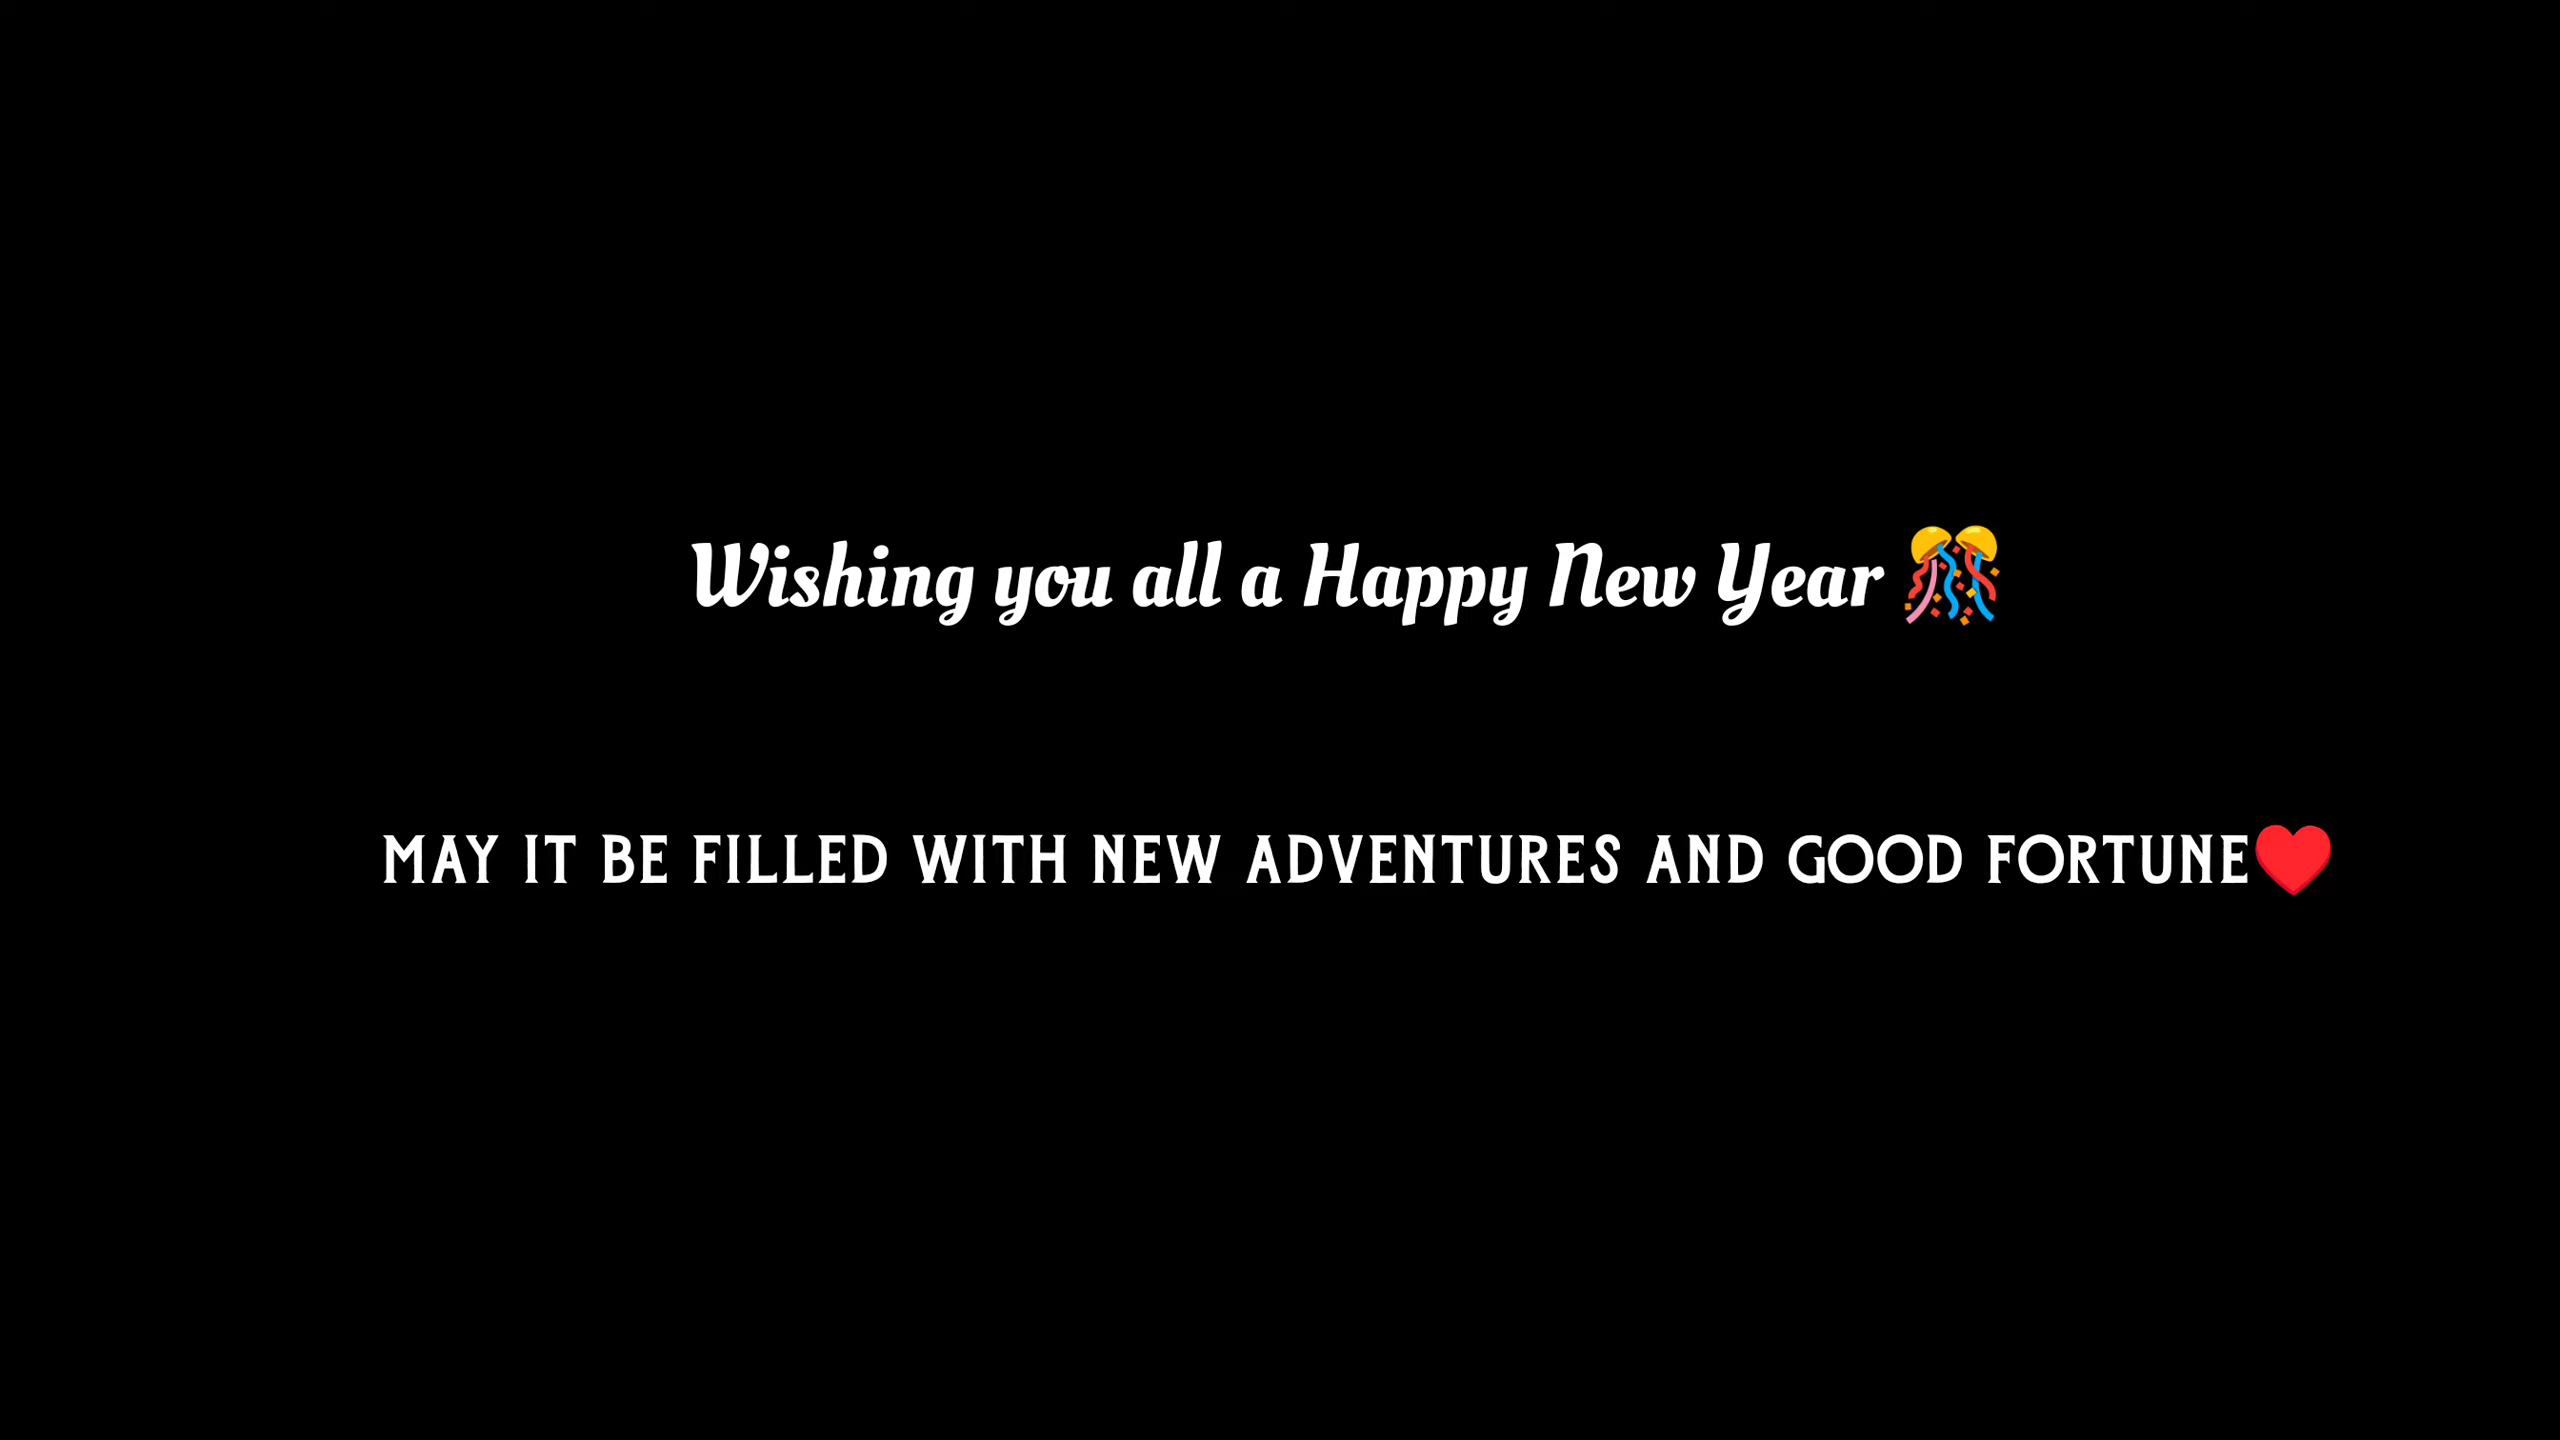 Wishing you all a Happy New Year 🎊
MAY IT BE FILLED WITH NEW ADVENTURES AND GOOD FORTUNE♥️